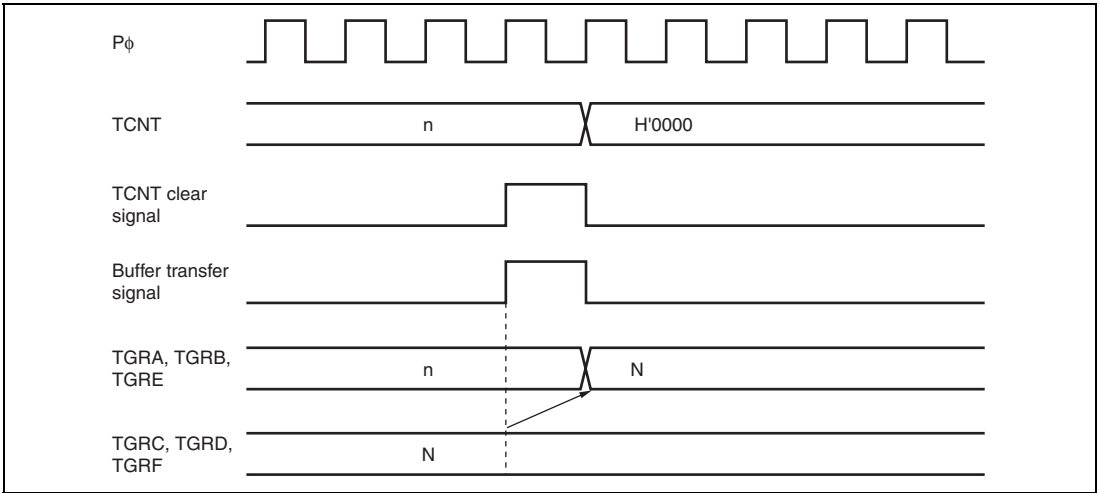 Pϕ
TCNT
n
H'0000
TCNT clear
signal
Buffer transfer
signal
TGRA, TGRB,
TGRE
n
N
TGRC, TGRD,
TGRF
N